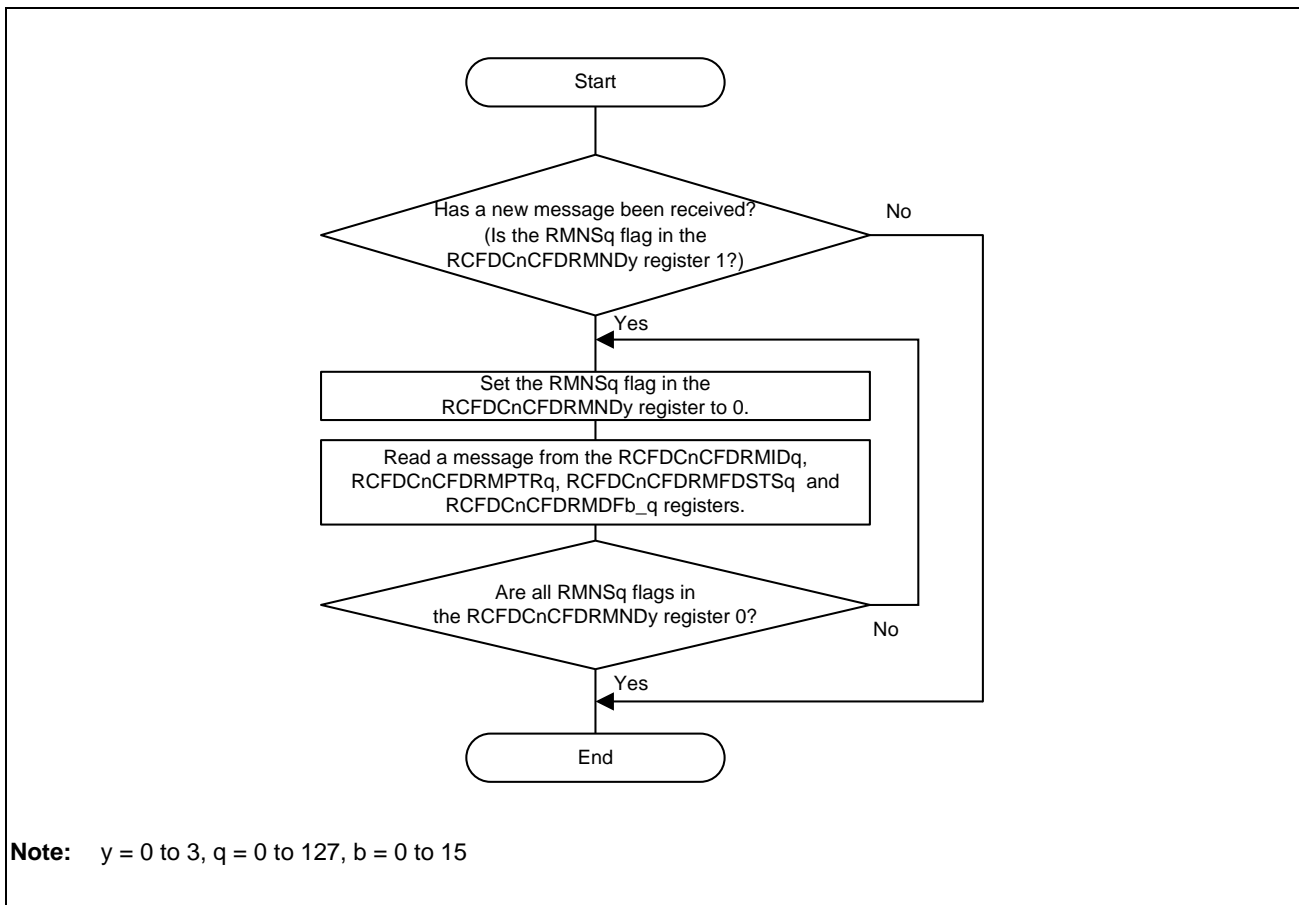 Start
Has a new message been received?
(Is the RMNSq flag in the
RCFDCnCFDRMNDy register 1?)
No
Yes
Set the RMNSq flag in the
RCFDCnCFDRMNDy register to 0.
Read a message from the RCFDCnCFDRMIDq,
RCFDCnCFDRMPTRq, RCFDCnCFDRMFDSTSq and
RCFDCnCFDRMDFb_q registers.
Are all RMNSq flags in
the RCFDCnCFDRMNDy register 0?
No
Yes
End
Note: y = 0 to 3, q = 0 to 127, b = 0 to 15